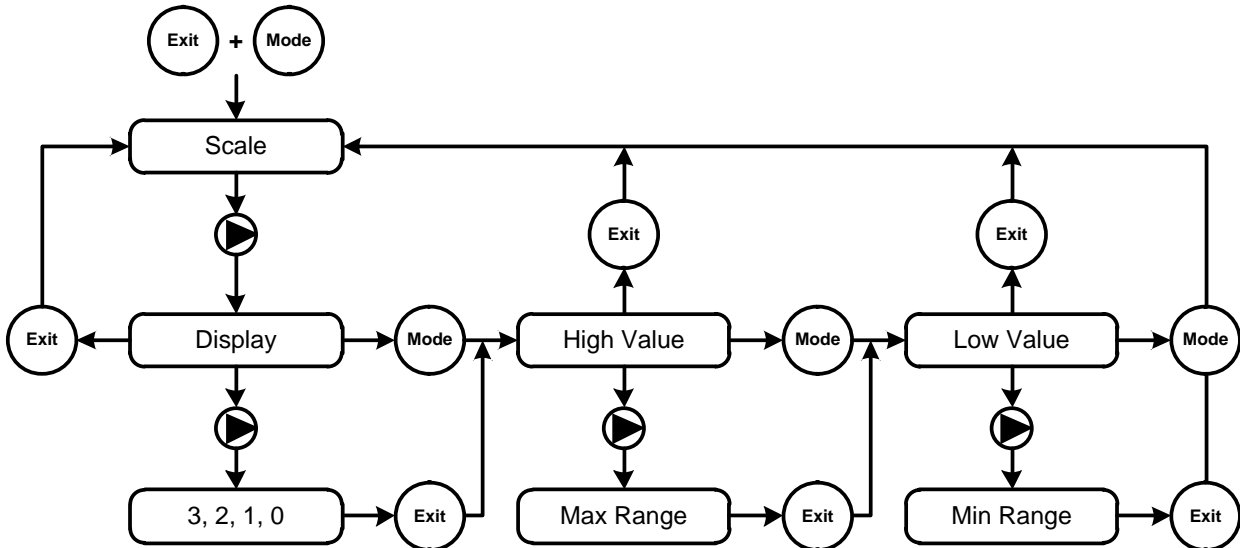 Exit + Mode
Scale
Exit Exit
Exit Display Mode High Value Mode Low Value Mode
3, 2, 1, 0 Exit Max Range Exit Min Range Exit